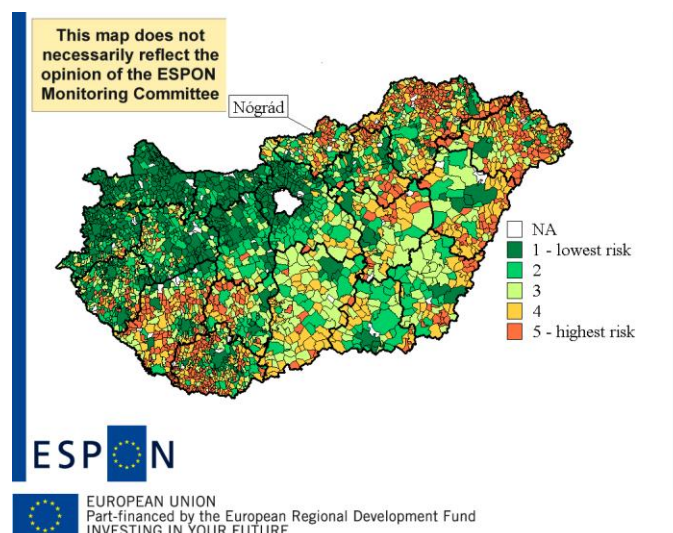 This map does not
necessarily reflect the
opinion of the ESPON
Monitoring Committee
Nógrád
NA
1 - lowest risk
2
3
4
5 - highest risk
ESPON
EUROPEAN UNION
Part-financed by the European Regional Development Fund
INVESTING IN YOUR FUTURE